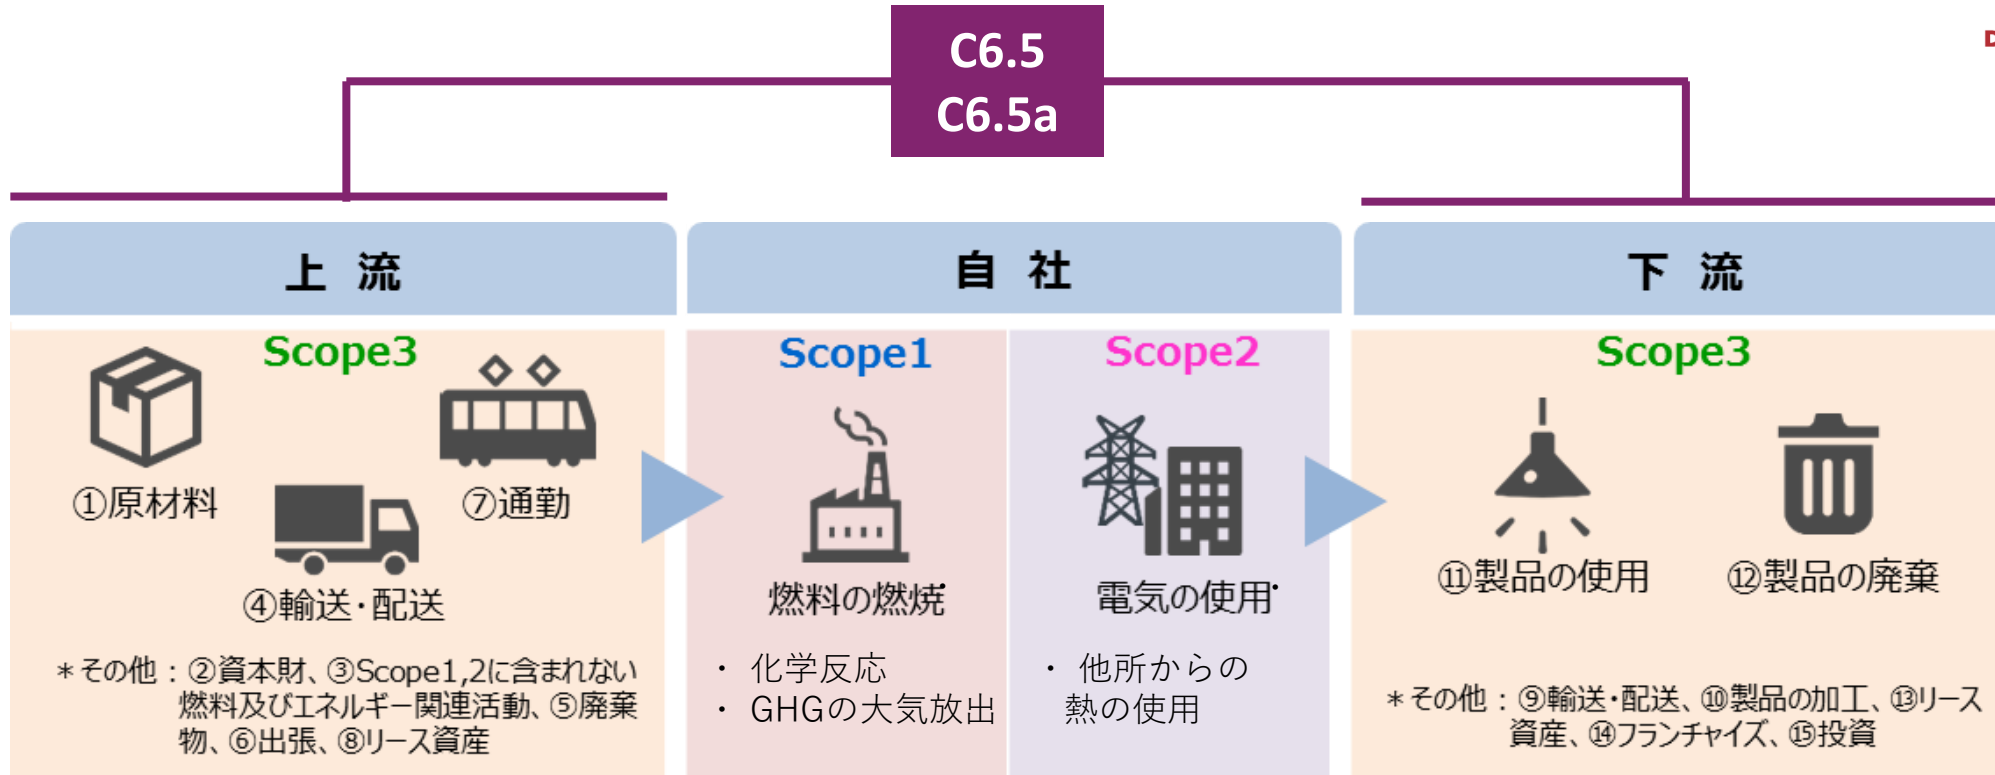 C6.5
C6.5a
上 流
自 社
下 流
Scope3
①原材料
⑦通勤
④輸送・配送
＊その他：②資本財、③Scope1,2に含まれない
燃料及びエネルギー関連活動、⑤廃棄
物、⑥出張、⑧リース資産
Scope1
燃料の燃焼
・ 化学反応
・ GHGの大気放出
Scope2
電気の使用
・ 他所からの
熱の使用
Scope3
⑪製品の使用
⑫製品の廃棄
＊その他：⑨輸送・配送、⑩製品の加工、⑬リース
資産、⑭フランチャイズ、⑮投資